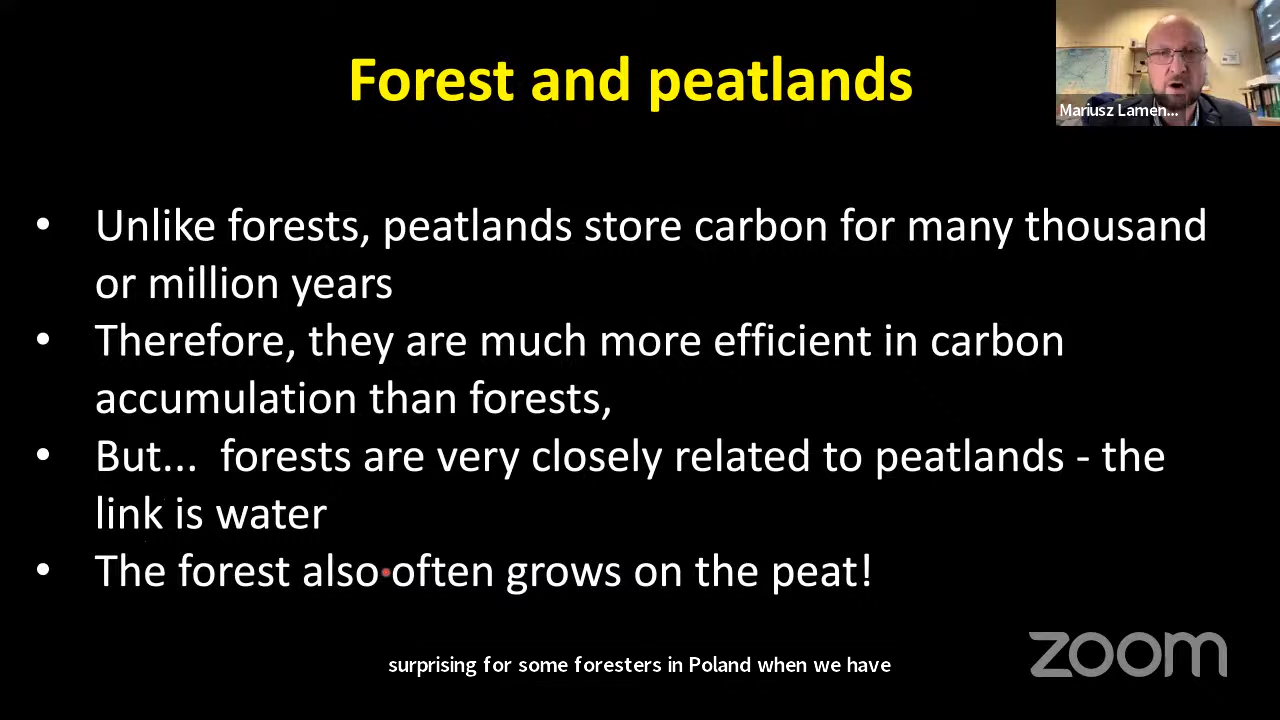 Forest and peatlands
Mariusz Lamen...
• Unlike forests, peatlands store carbon for many thousand
or million years
• Therefore, they are much more efficient in carbon
accumulation than forests,
• But... forests are very closely related to peatlands - the
link is water
• The forest also often grows on the peat!
zoom
surprising for some foresters in Poland when we have